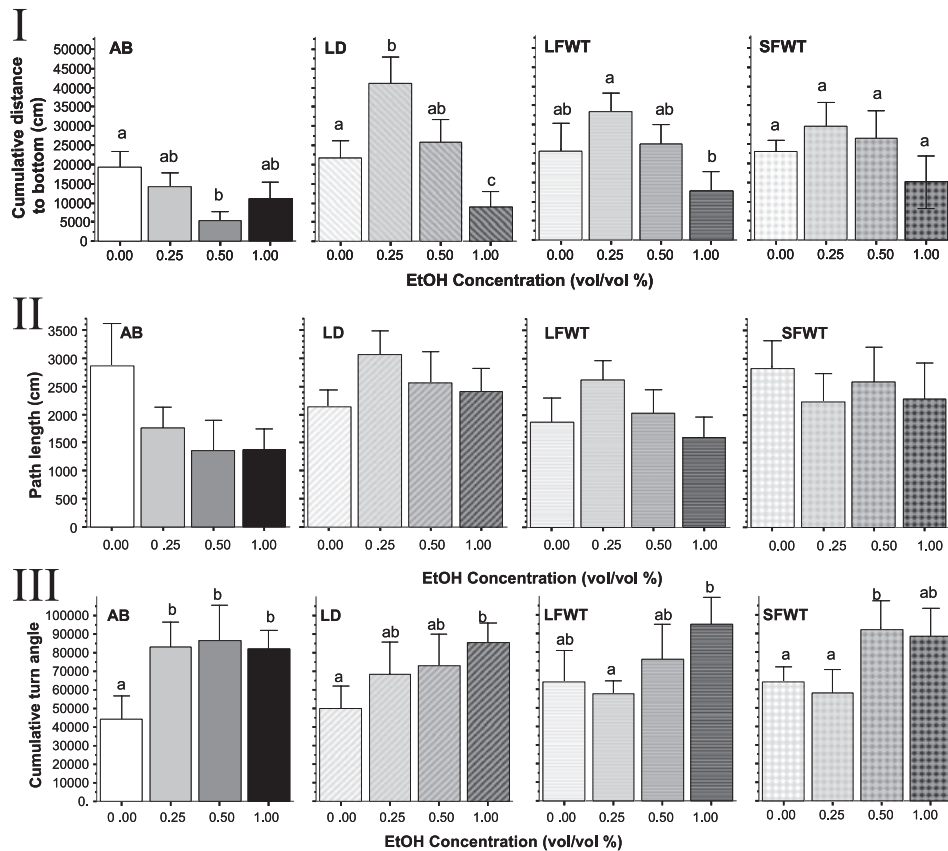 I
Cumulative distance
to bottom (cm)
50000
45000
40000
35000
30000
25000
20000
15000
10000
5000
0
AB
a
ab
b
ab
0.00 0.25 0.50 1.00
LD
a
b
ab
c
0.00 0.25 0.50 1.00
LFWT
ab
a
ab
b
0.00 0.25 0.50 1.00
SFWT
a
a
a
a
0.00 0.25 0.50 1.00
EtOH Concentration (vol/vol %)
II
Path length (cm)
3500
3000
2500
2000
1500
1000
500
0
AB
0.00 0.25 0.50 1.00
LD
0.00 0.25 0.50 1.00
LFWT
0.00 0.25 0.50 1.00
SFWT
0.00 0 .25 0.50 1.00
EtOH Concentration (vol/vol %)
III
Cumulative turn angle
100000
90000
80000
70000
60000
50000
40000
30000
20000
10000
0.
AB
a
b
b
b
0 .00 0.25 0.50 1.00
LD
a
ab
ab
b
0.00 0.25 0.50 1.00
LFWT
ab
a
ab
b
0 .00 0.25 0.50 1.00
SFWT
a
a
b
ab
0.00 0.25 0.50 1.00
EtOH Concentration (vol/vol %)